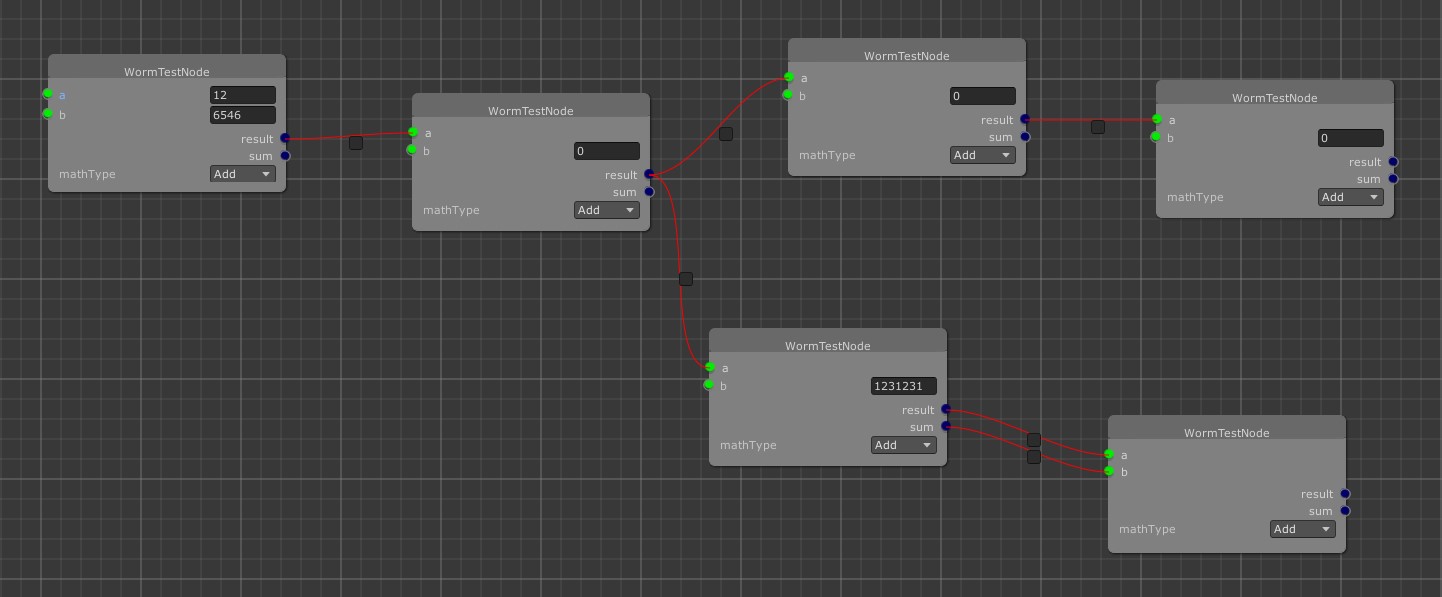 WormTestNode
a 12
b 6546
result
sum
mathType Add
WormTestNode
a
b 0
result
sum
mathType Add
WormTestNode
a
b 0
result
sum
mathType Add
WormTestNode
a
b 0
result
sum
mathType Add
WormTestNode
a
b 1231231
result
sum
mathType Add
WormTestNode
a
b
result
sum
mathType Add